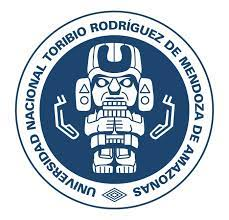 UNIVERSIDAD NACIONAL TORIBIO RODRÍGUEZ DE MENDOZA DE AMAZONAS